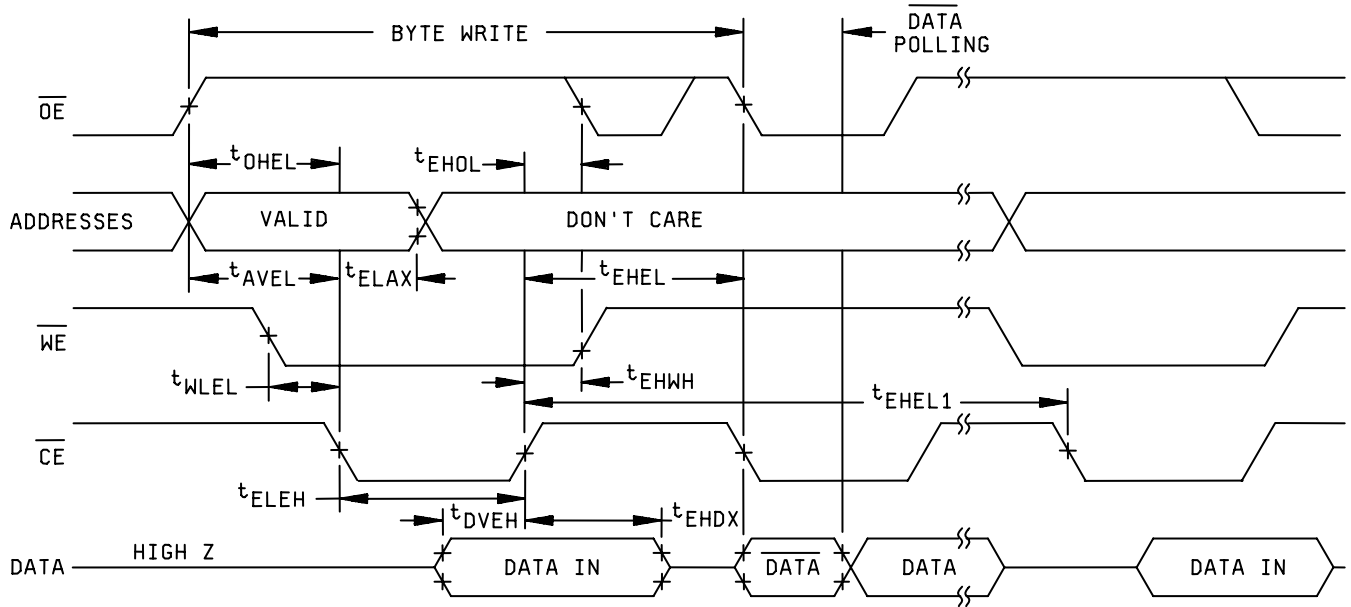 BYTE WRITE
DATA
POLLING
OE
tOHEL
tEHOL
ADDRESSES
VALID
DON'T CARE
tAVEL
tELAX
tEHEL
WE
tWLEL
tEHWH
tEHEL1
CE
tELEH
tDVEH
tEHDX
DATA
HIGH Z
DATA IN
DATA
DATA
DATA IN